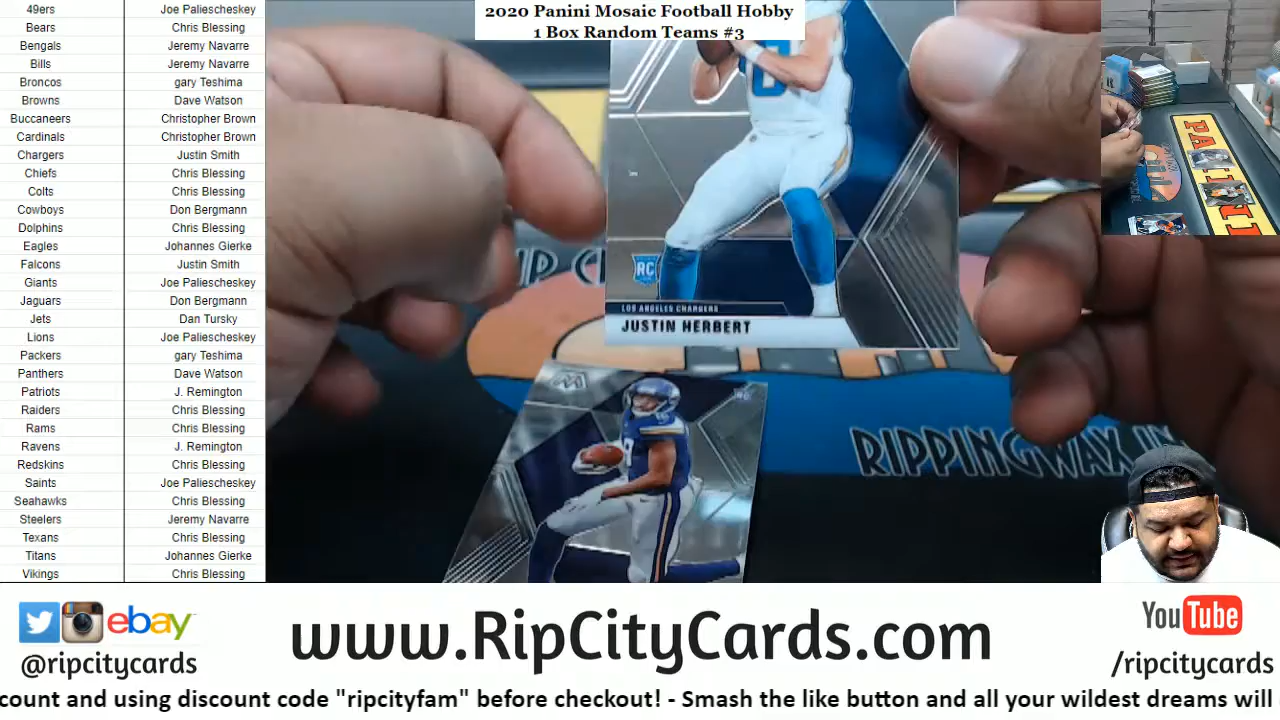 2020 Panini Mosaic Football Hobby
1 Box Random Teams #3
49ers Joe Paliescheskey
Bears Chris Blessing
Bengals Jeremy Navarre
Bills Jeremy Navarre
Broncos gary Teshima
Browns Dave Watson
Buccaneers Christopher Brown
Cardinals Christopher Brown
Chargers Justin Smith
Chiefs Chris Blessing
Colts Chris Blessing
Cowboys Don Bergmann
Dolphins Chris Blessing
Eagles Johannes Gierke
Falcons Justin Smith
Giants Joe Paliescheskey
Jaguars Don Bergmann
Jets Dan Tursky
Lions Joe Paliescheskey
Packers gary Teshima
Panthers Dave Watson
Patriots J. Remington
Raiders Chris Blessing
Rams Chris Blessing
Ravens J. Remington
Redskins Chris Blessing
Saints Joe Paliescheskey
Seahawks Chris Blessing
Steelers Jeremy Navarre
Texans Chris Blessing
Titans Johannes Gierke
Vikings Chris Blessing
RC
LOS ANGELES CHARGERS
JUSTIN HERBERT
RIPPINGWAX
PANINI
ebay
@ripcitycards
www.RipCityCards.com
YouTube
/ripcitycards
count and using discount code "ripcityfam" before checkout! - Smash the like button and all your wildest dreams will